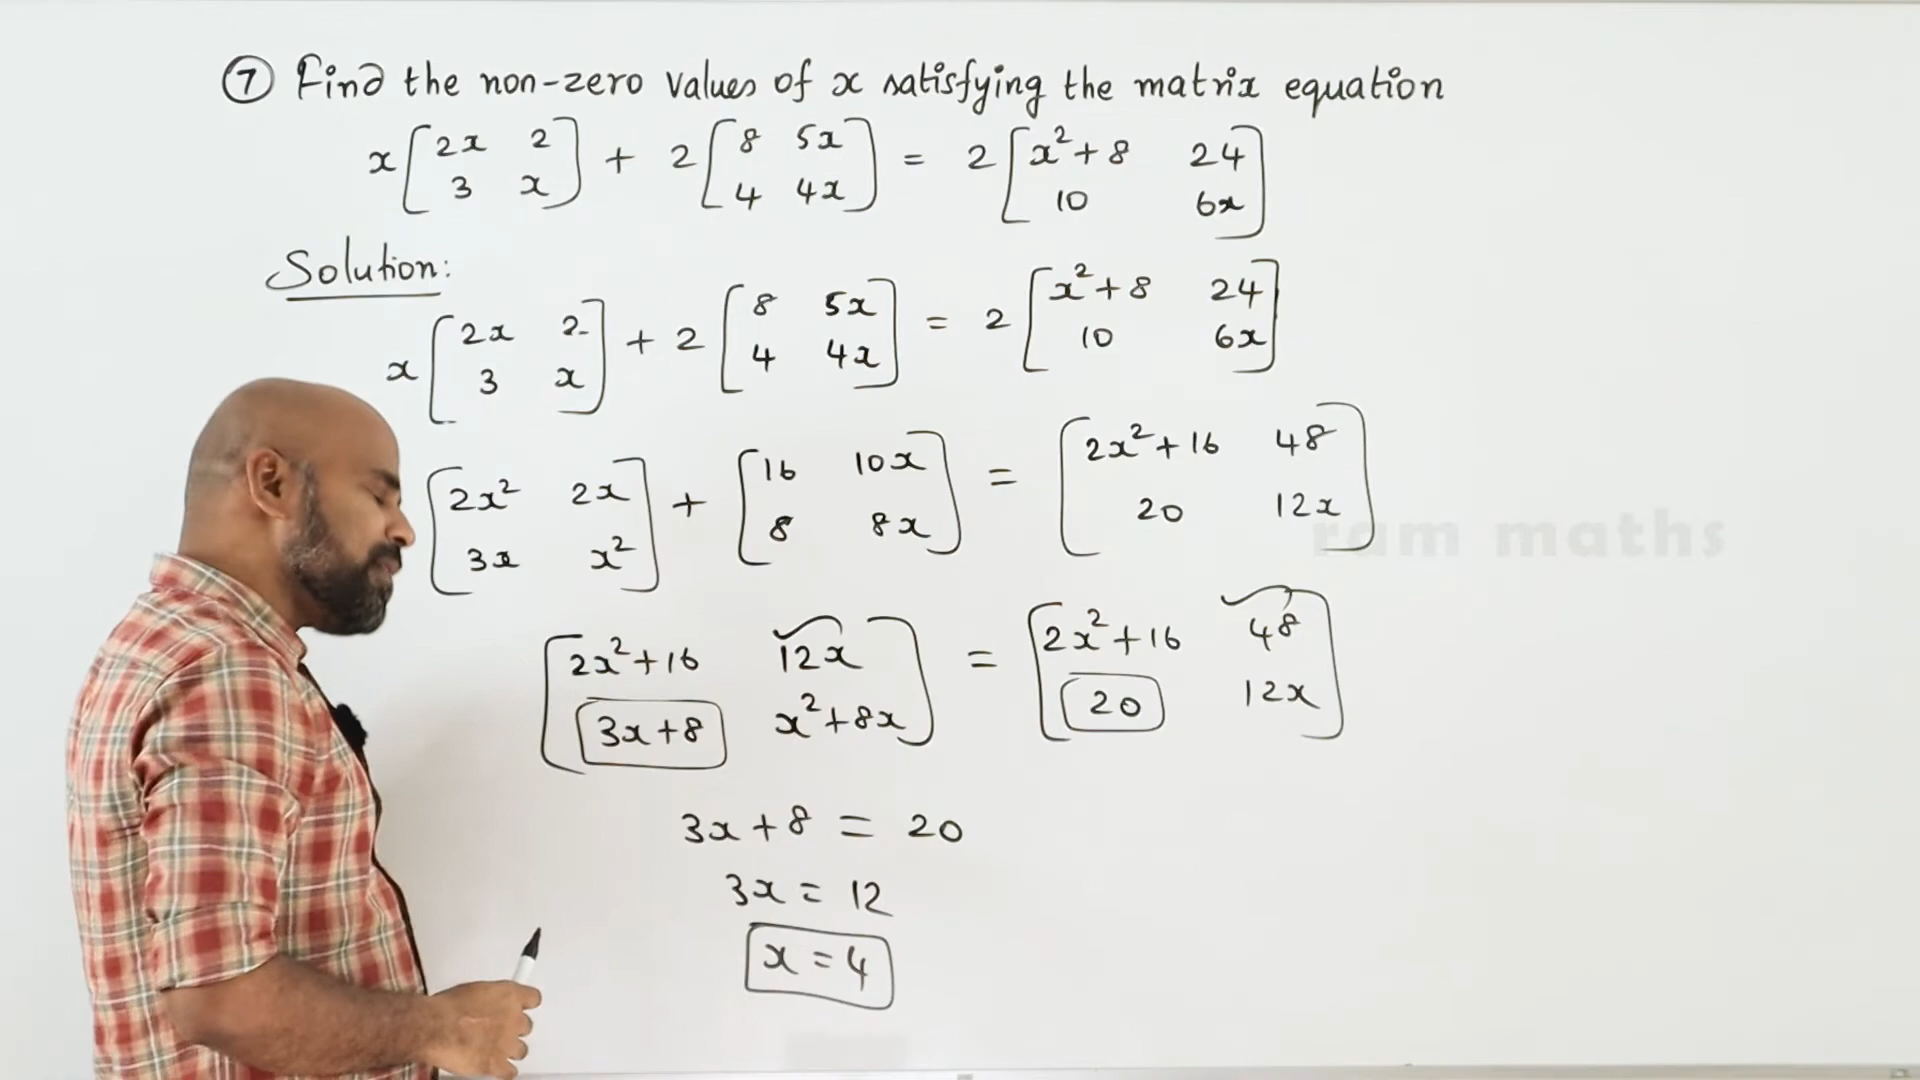 ⑦ Find the non-zero values of x satisfying the matrix equation
x[2x 2
3 x] + 2[8 5x
4 4x] = 2[x²+8 24
10 6x]
Solution:
x[2x 2
3 x] + 2[8 5x
4 4x] = 2[x²+8 24
10 6x]
[2x² 2x
3x x²] + [16 10x
8 8x] = [2x²+16 48
20 12x]
ram maths
[2x²+16 12x
3x+8 x²+8x] = [2x²+16 48
20 12x]
3x+8 = 20
3x = 12
x = 4